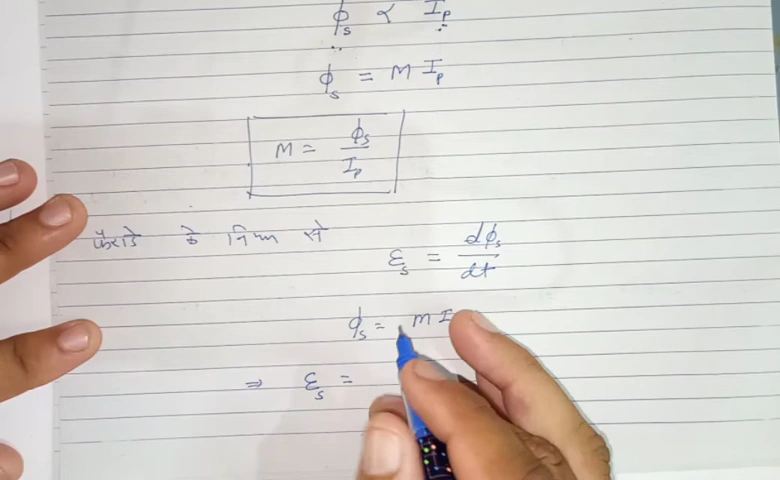 ϕₛ ∝ Iₚ
∴
ϕₛ = M Iₚ
M = ϕₛ / Iₚ
फैराडे के नियम से
εₛ = dϕₛ / dt
ϕₛ = M I
⇒ εₛ =